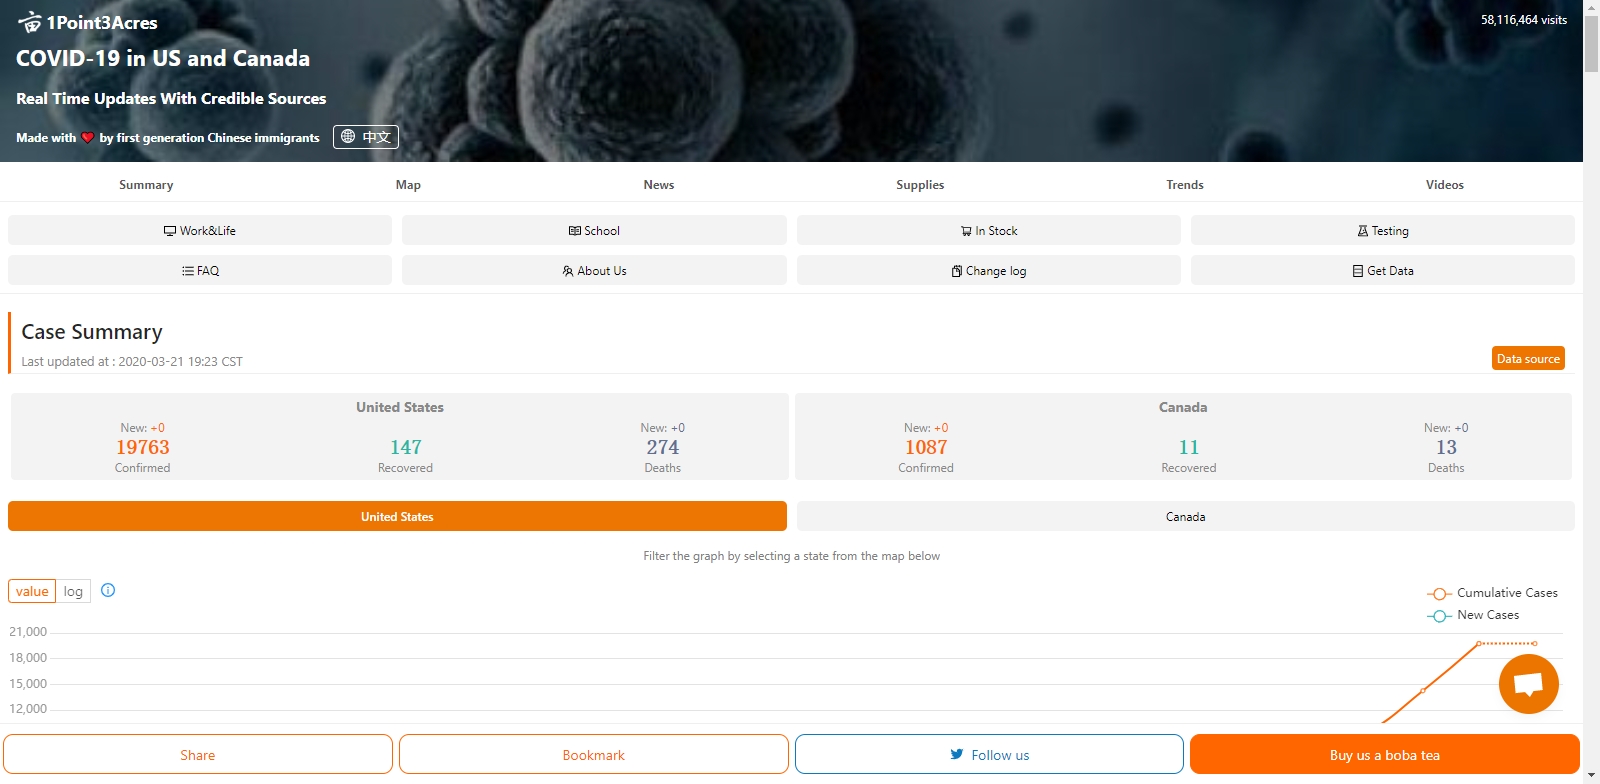 亩 1Point3Acres
58,116,464 visits
COVID-19 in US and Canada
Real Time Updates With Credible Sources
Made with ❤ by first generation Chinese immigrants 中文
Summary Map News Supplies Trends Videos
Work&Life School In Stock Testing
FAQ About Us Change log Get Data
Case Summary
Last updated at : 2020-03-21 19:23 CST
Data source
United States Canada
New: +0 New: +0 New: +0 New: +0
19763 147 274 1087 11 13
Confirmed Recovered Deaths Confirmed Recovered Deaths
United States Canada
Filter the graph by selecting a state from the map below
value log
Cumulative Cases
New Cases
21,000
18,000
15,000
12,000
Share Bookmark Follow us Buy us a boba tea